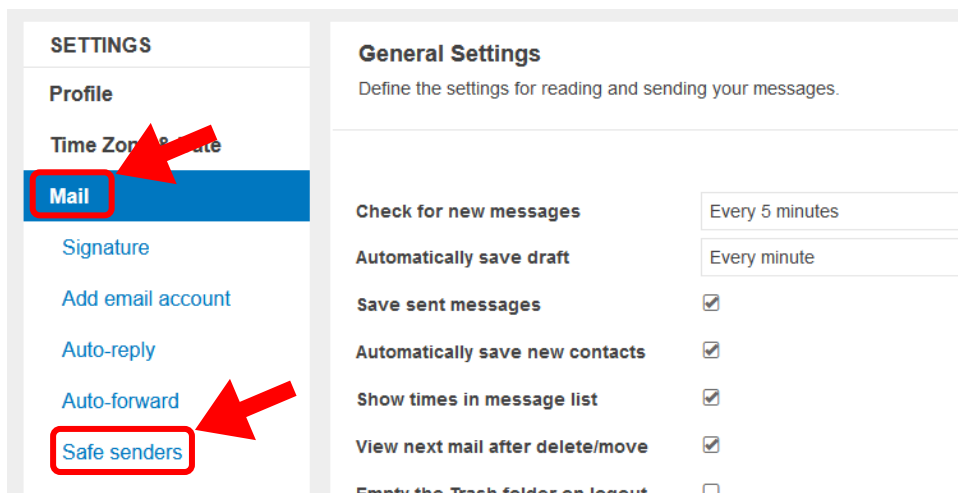 SETTINGS
Profile
Time Zone & Date
Mail
Signature
Add email account
Auto-reply
Auto-forward
Safe senders
General Settings
Define the settings for reading and sending your messages.
Check for new messages Every 5 minutes
Automatically save draft Every minute
Save sent messages
Automatically save new contacts
Show times in message list
View next mail after delete/move
Empty the Trash folder on logout